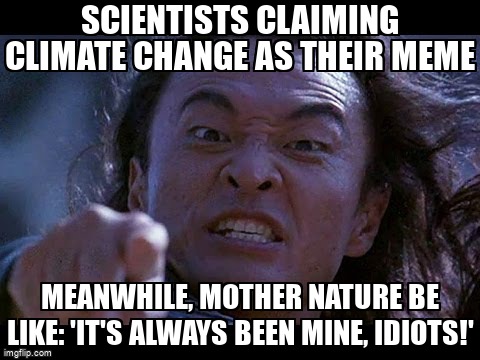 SCIENTISTS CLAIMING
CLIMATE CHANGE AS THEIR MEME
MEANWHILE, MOTHER NATURE BE
LIKE: 'IT'S ALWAYS BEEN MINE, IDIOTS!'
imgflip.com